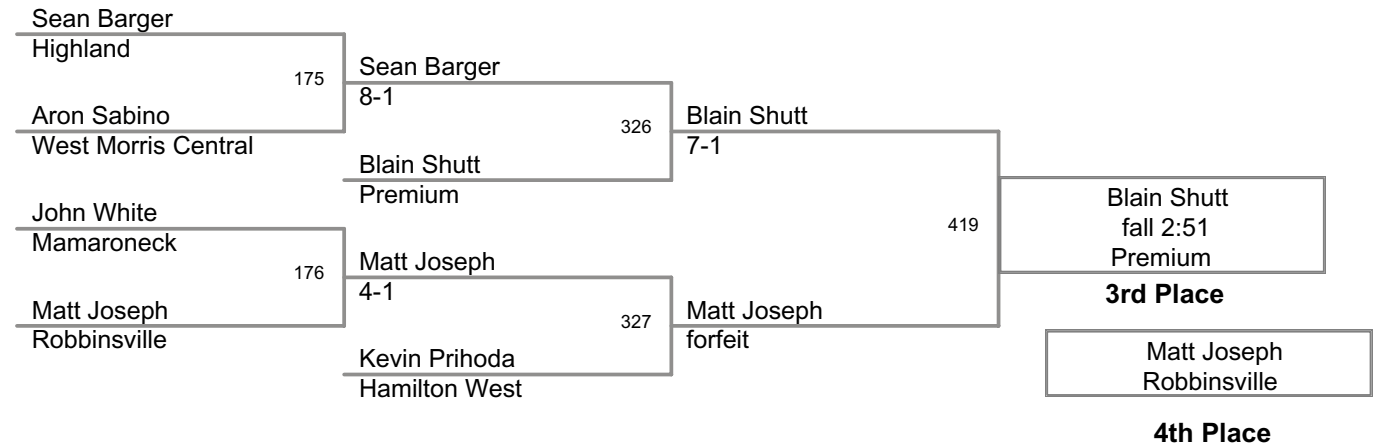 Sean Barger
Highland
175
Sean Barger
8-1
Aron Sabino
West Morris Central
326
Blain Shutt
7-1
Blain Shutt
Premium
John White
Mamaroneck
176
Matt Joseph
4-1
Matt Joseph
Robbinsville
327
Matt Joseph
forfeit
Kevin Prihoda
Hamilton West
419
Blain Shutt
fall 2:51
Premium
3rd Place
Matt Joseph
Robbinsville
4th Place